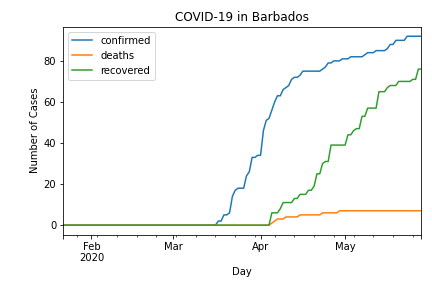 COVID-19 in Barbados
confirmed
deaths
recovered
Number of Cases
80
60
40
20
0
Feb
2020
Mar
Apr
May
Day